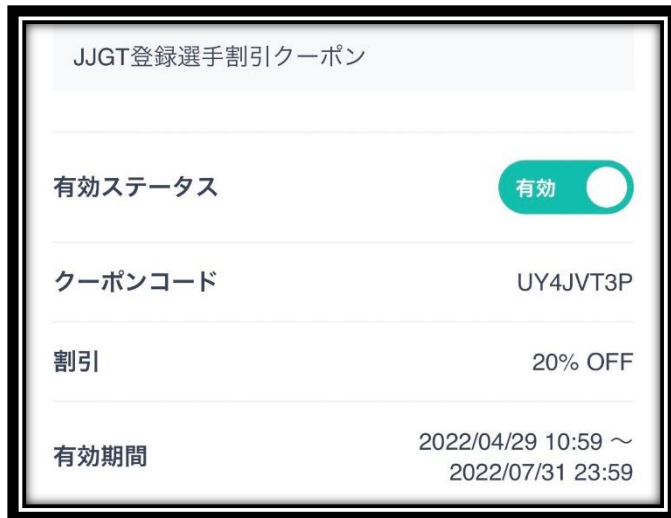 JJGT登録選手割引クーポン
有効ステータス 有効
クーポンコード UY4JVT3P
割引 20% OFF
有効期間 2022/04/29 10:59 ～
2022/07/31 23:59